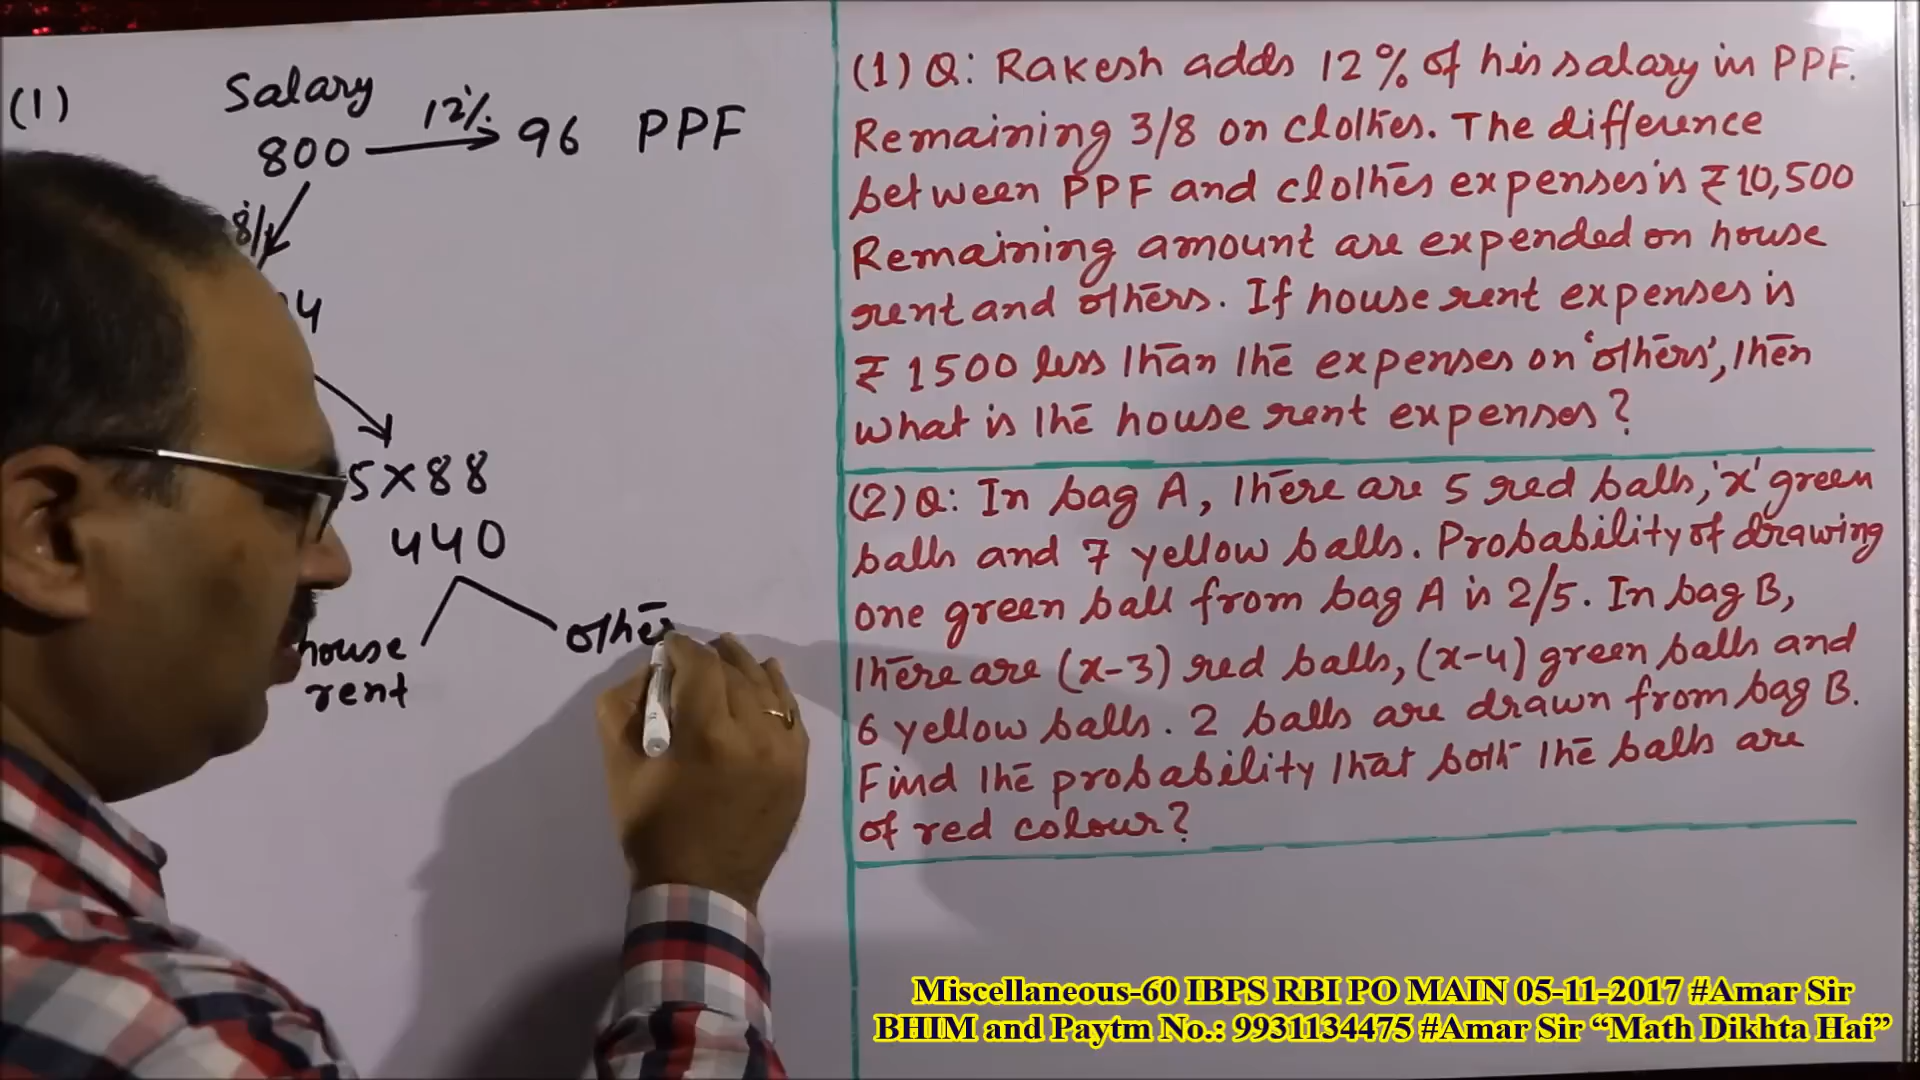 (1)
Salary
12%
800 → 96 PPF
8/
4
5×88
440
house
rent
(1) Q: Rakesh adds 12% of his salary in PPF.
Remaining 3/8 on clothes. The difference
between PPF and clothes expenses is ₹10,500
Remaining amount are expended on house
rent and others. If house rent expenses is
₹ 1500 less than the expenses on 'others', then
what is the house rent expenses?
(2) Q: In bag A, there are 5 red balls, 'x' green
balls and 7 yellow balls. Probability of drawing
one green ball from bag A is 2/5. In bag B,
there are (x-3) red balls, (x-4) green balls and
6 yellow balls. 2 balls are drawn from bag B.
Find the probability that both the balls are
of red colour?
Miscellaneous-60 IBPS RBI PO MAIN 05-11-2017 #Amar Sir
BHIM and Paytm No.: 9931134475 #Amar Sir “Math Dikhta Hai”